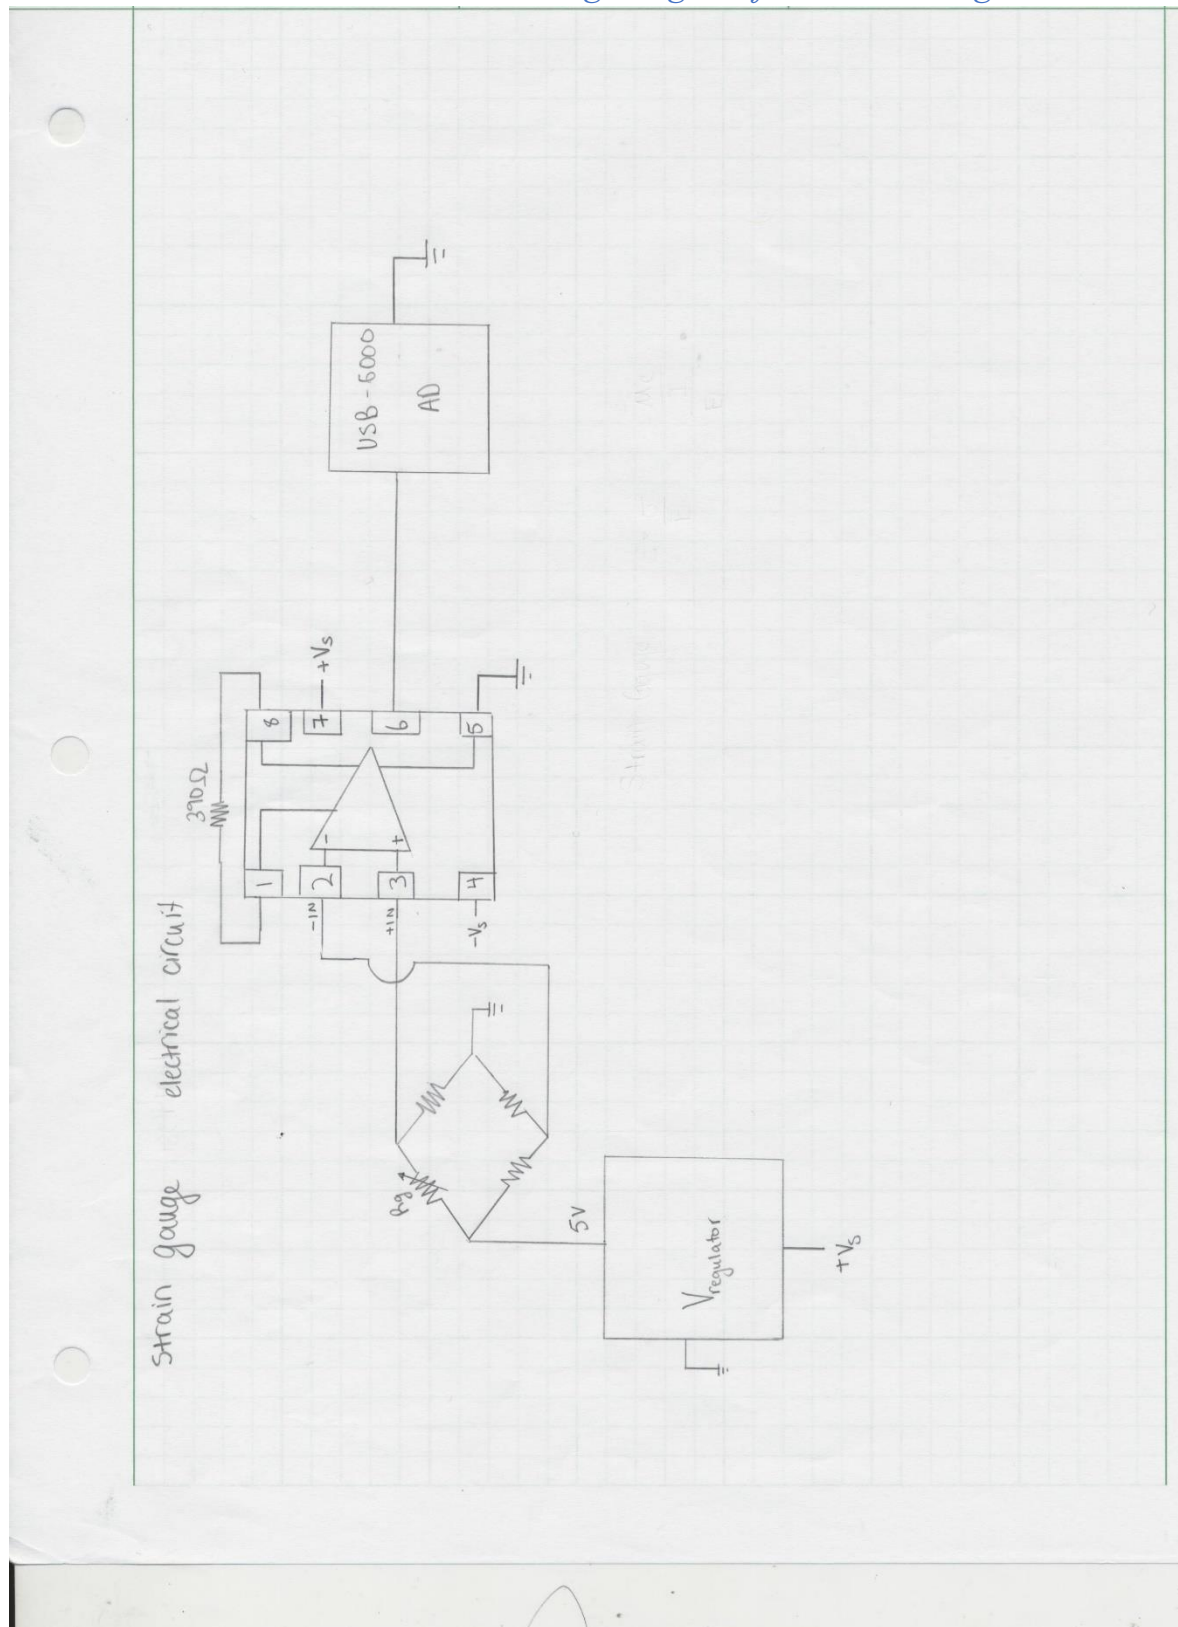 Strain gauge electrical circuit
390Ω
1
8
2
7
+Vs
3
6
4
5
-IN
+IN
-Vs
USB-6000
AD
Rg
5V
Vregulator
+Vs